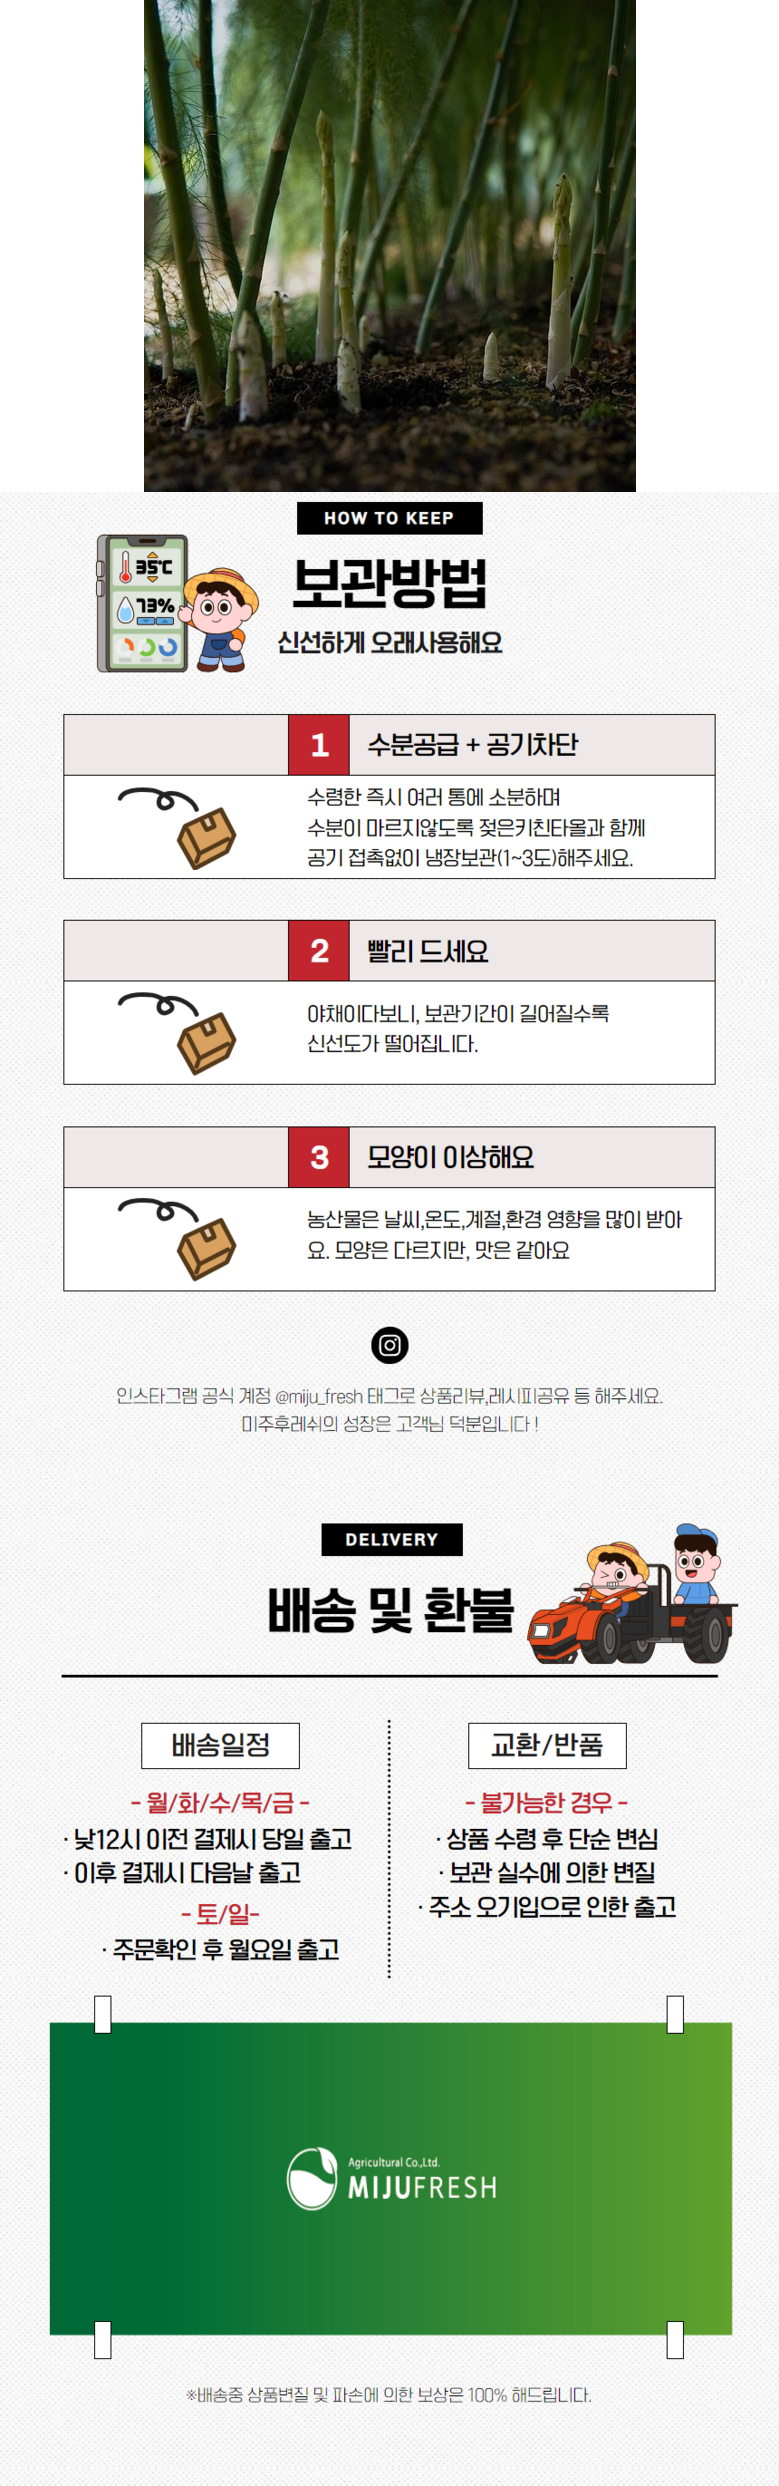 HOW TO KEEP
보관방법
신선하게 오래사용해요
35℃
73%
1 수분공급 + 공기차단
수령한 즉시 여러 통에 소분하며
수분이 마르지않도록 젖은키친타올과 함께
공기 접촉없이 냉장보관(1~3도)해주세요.
2 빨리 드세요
야채이다보니, 보관기간이 길어질수록
신선도가 떨어집니다.
3 모양이 이상해요
농산물은 날씨,온도,계절,환경 영향을 많이 받아
요. 모양은 다르지만, 맛은 같아요
인스타그램 공식 계정 @miju_fresh 태그로 상품리뷰,레시피공유 등 해주세요.
미주후레쉬의 성장은 고객님 덕분입니다 !
DELIVERY
배송 및 환불
배송일정
- 월/화/수/목/금 -
· 낮12시 이전 결제시 당일 출고
· 이후 결제시 다음날 출고
- 토/일-
· 주문확인 후 월요일 출고
교환/반품
- 불가능한 경우 -
· 상품 수령 후 단순 변심
· 보관 실수에 의한 변질
· 주소 오기입으로 인한 출고
Agricultural Co.,Ltd.
MIJUFRESH
※배송중 상품변질 및 파손에 의한 보상은 100% 해드립니다.